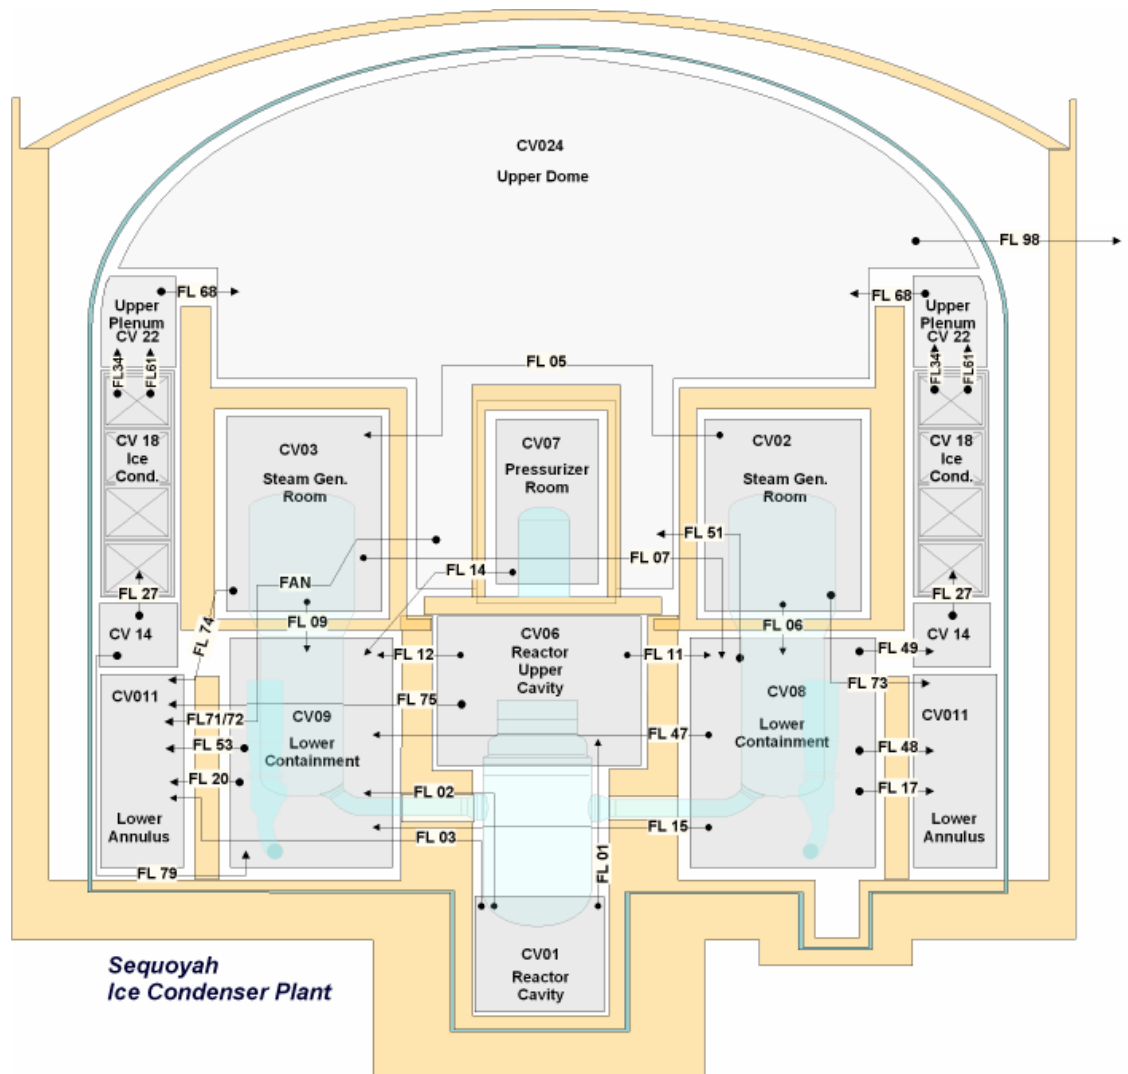 CV024
Upper Dome
FL 98
FL 68
FL 68
Upper
Plenum
CV 22
Upper
Plenum
CV 22
FL34
FL61
FL34
FL61
FL 05
CV 18
Ice
Cond.
CV03
Steam Gen.
Room
CV07
Pressurizer
Room
CV02
Steam Gen.
Room
CV 18
Ice
Cond.
FL 51
FL 07
FL 14
FAN
FL 27
FL 27
FL 74
FL 09
FL 06
CV 14
CV 14
FL 12
CV06
Reactor
Upper
Cavity
FL 11
FL 49
FL 73
CV011
FL 75
CV08
CV011
FL71/72
CV09
Lower
Containment
Lower
Containment
FL 47
FL 53
FL 48
FL 20
FL 02
FL 17
Lower
Annulus
FL 03
FL 15
Lower
Annulus
FL 01
FL 79
CV01
Reactor
Cavity
Sequoyah
Ice Condenser Plant